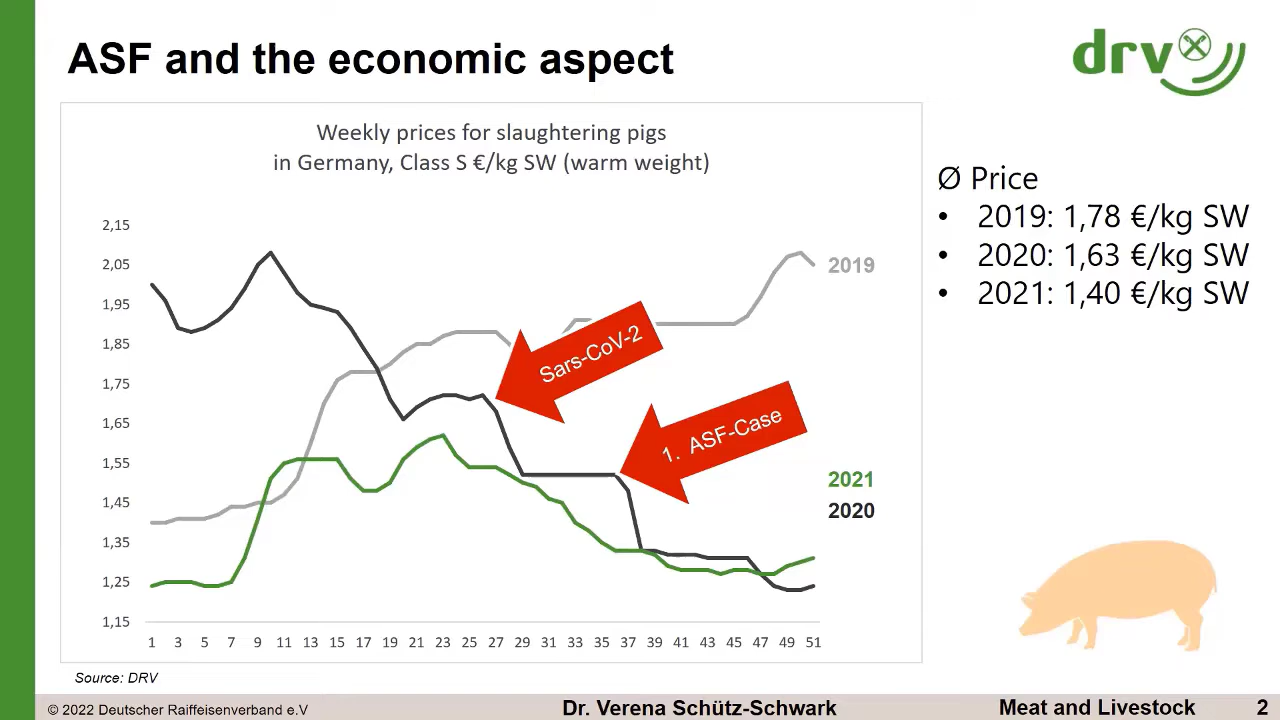 ASF and the economic aspect
drv
Weekly prices for slaughtering pigs
in Germany, Class S €/kg SW (warm weight)
Ø Price
• 2019: 1,78 €/kg SW
• 2020: 1,63 €/kg SW
• 2021: 1,40 €/kg SW
2,15
2,05
1,95
1,85
1,75
1,65
1,55
1,45
1,35
1,25
1,15
2019
Sars-CoV-2
1. ASF-Case
2021
2020
1 3 5 7 9 11 13 15 17 19 21 23 25 27 29 31 33 35 37 39 41 43 45 47 49 51
Source: DRV
© 2022 Deutscher Raiffeisenverband e.V
Dr. Verena Schütz-Schwark
Meat and Livestock
2